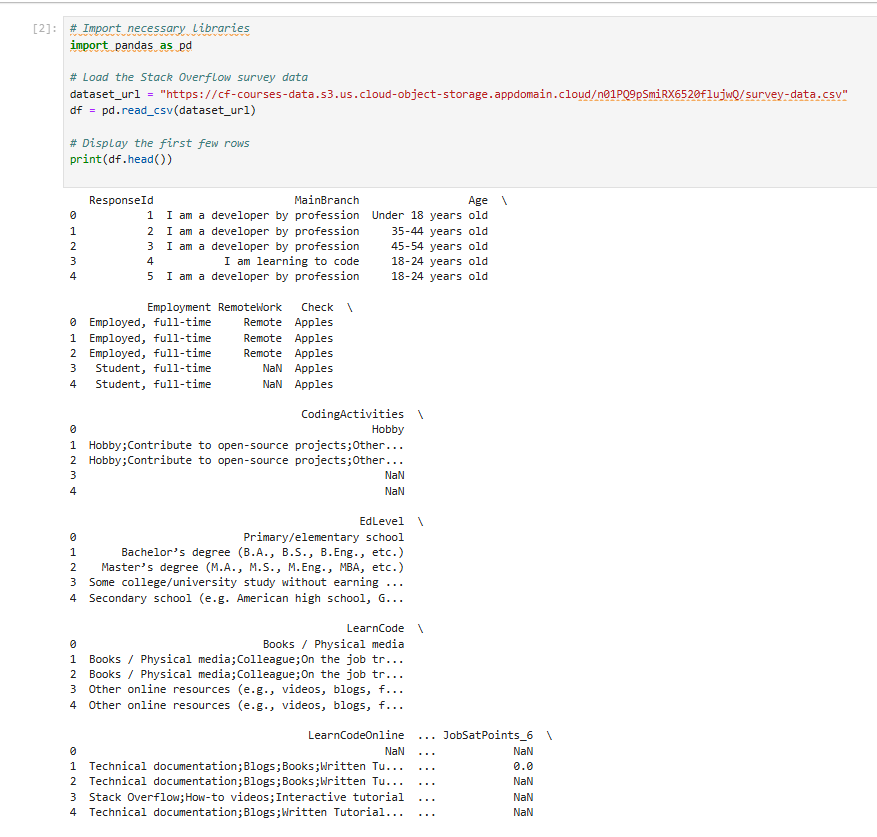 [2]: # Import necessary libraries
import pandas as pd
# Load the Stack Overflow survey data
dataset_url = "https://cf-courses-data.s3.us.cloud-object-storage.appdomain.cloud/n01PQ9pSmiRX6520flujwQ/survey-data.csv"
df = pd.read_csv(dataset_url)
# Display the first few rows
print(df.head())
ResponseId MainBranch Age \
0 1 I am a developer by profession Under 18 years old
1 2 I am a developer by profession 35-44 years old
2 3 I am a developer by profession 45-54 years old
3 4 I am learning to code 18-24 years old
4 5 I am a developer by profession 18-24 years old
Employment RemoteWork Check \
0 Employed, full-time Remote Apples
1 Employed, full-time Remote Apples
2 Employed, full-time Remote Apples
3 Student, full-time NaN Apples
4 Student, full-time NaN Apples
CodingActivities \
0 Hobby
1 Hobby;Contribute to open-source projects;Other...
2 Hobby;Contribute to open-source projects;Other...
3 NaN
4 NaN
EdLevel \
0 Primary/elementary school
1 Bachelor’s degree (B.A., B.S., B.Eng., etc.)
2 Master’s degree (M.A., M.S., M.Eng., MBA, etc.)
3 Some college/university study without earning ...
4 Secondary school (e.g. American high school, G...
LearnCode \
0 Books / Physical media
1 Books / Physical media;Colleague;On the job tr...
2 Books / Physical media;Colleague;On the job tr...
3 Other online resources (e.g., videos, blogs, f...
4 Other online resources (e.g., videos, blogs, f...
LearnCodeOnline ... JobSatPoints_6 \
0 NaN ... NaN
1 Technical documentation;Blogs;Books;Written Tu... ... 0.0
2 Technical documentation;Blogs;Books;Written Tu... ... NaN
3 Stack Overflow;How-to videos;Interactive tutorial ... NaN
4 Technical documentation;Blogs;Written Tutorial... ... NaN